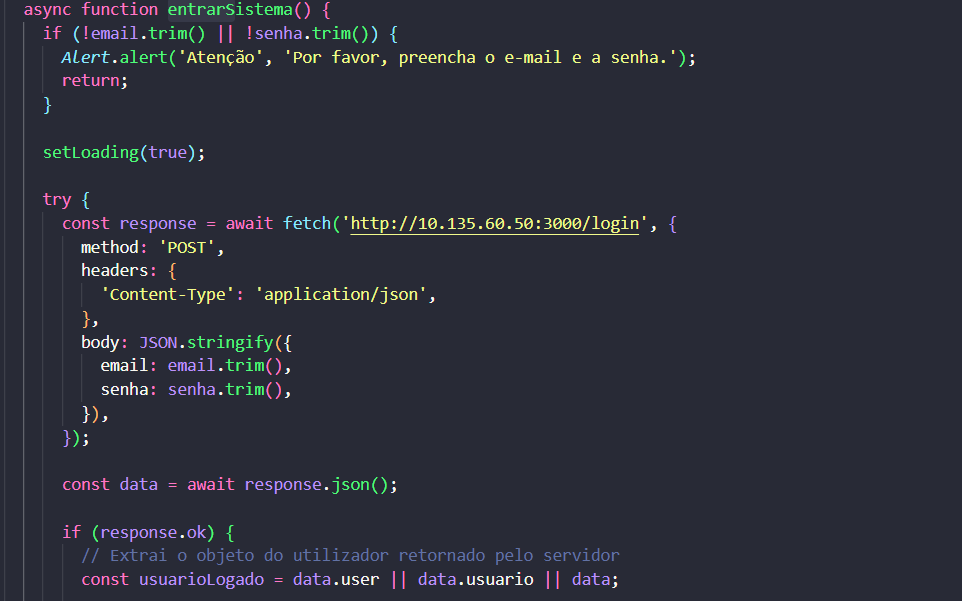 async function entrarSistema() {
if (!email.trim() || !senha.trim()) {
Alert.alert('Atenção', 'Por favor, preencha o e-mail e a senha.');
return;
}
setLoading(true);
try {
const response = await fetch('http://10.135.60.50:3000/login', {
method: 'POST',
headers: {
'Content-Type': 'application/json',
},
body: JSON.stringify({
email: email.trim(),
senha: senha.trim(),
}),
});
const data = await response.json();
if (response.ok) {
// Extrai o objeto do utilizador retornado pelo servidor
const usuarioLogado = data.user || data.usuario || data;